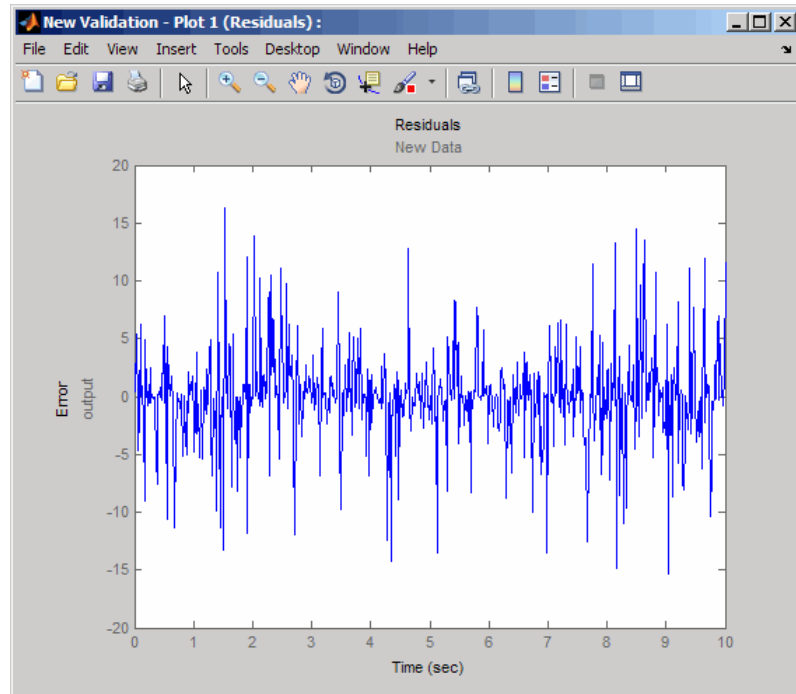 New Validation - Plot 1 (Residuals) :
File Edit View Insert Tools Desktop Window Help
Residuals
New Data
20
15
10
5
0
-5
-10
-15
-20
Error
output
0 1 2 3 4 5 6 7 8 9 10
Time (sec)